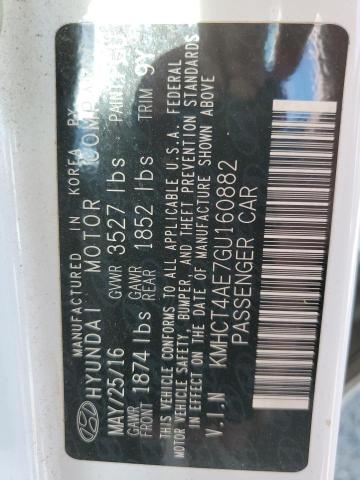 MANUFACTURED IN KOREA BY
HYUNDAI MOTOR COMPANY
MAY/25/16 GVWR 3527 lbs PAINT
GAWR FRONT 1874 lbs GAWR REAR 1852 lbs TRIM 9Y
THIS VEHICLE CONFORMS TO ALL APPLICABLE U.S.A. FEDERAL
MOTOR VEHICLE SAFETY, BUMPER, AND THEFT PREVENTION STANDARDS
IN EFFECT ON THE DATE OF MANUFACTURE SHOWN ABOVE
V.I.N KMHCT4AE7GU160882
PASSENGER CAR